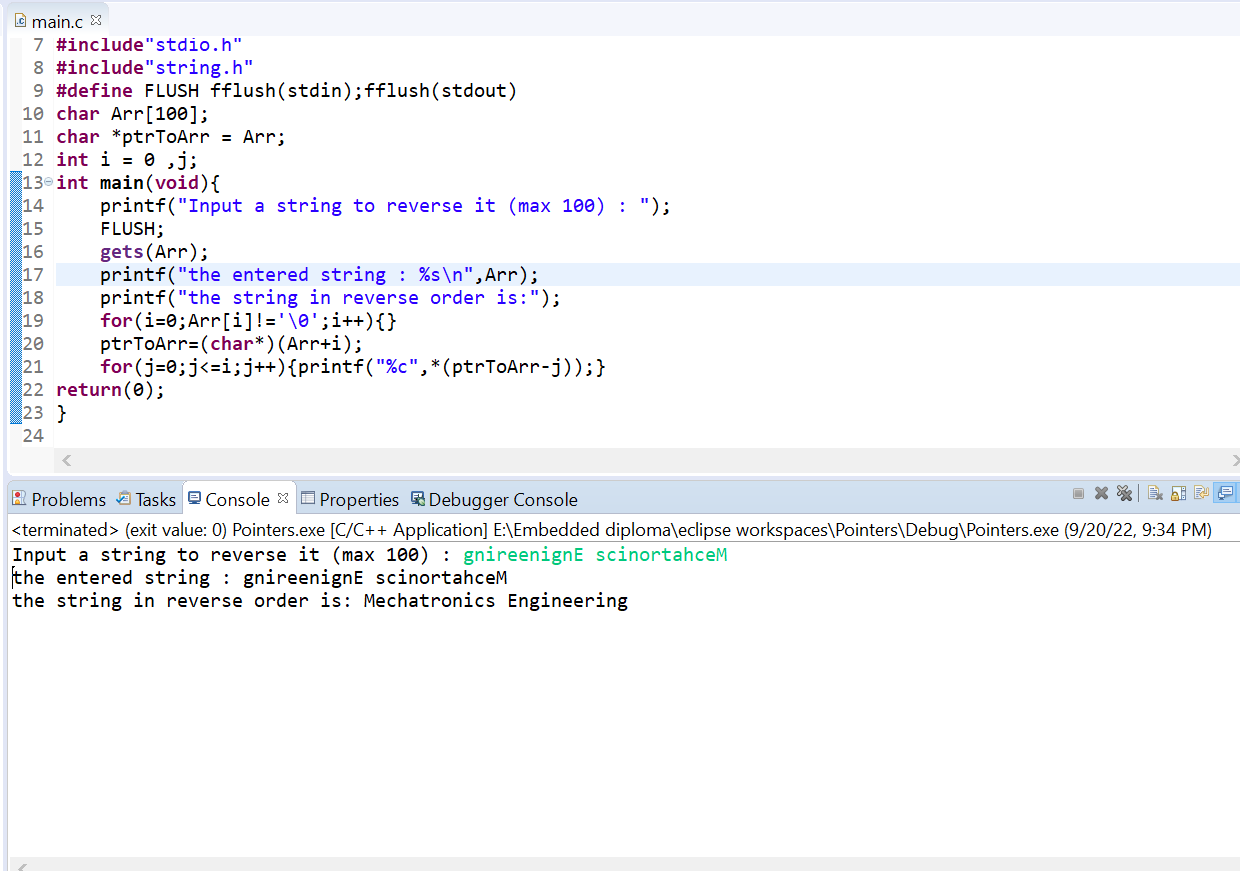 main.c
7 #include"stdio.h"
8 #include"string.h"
9 #define FLUSH fflush(stdin);fflush(stdout)
10 char Arr[100];
11 char *ptrToArr = Arr;
12 int i = 0 ,j;
13 int main(void){
14     printf("Input a string to reverse it (max 100) : ");
15     FLUSH;
16     gets(Arr);
17     printf("the entered string : %s\n",Arr);
18     printf("the string in reverse order is:");
19     for(i=0;Arr[i]!='\0';i++){}
20     ptrToArr=(char*)(Arr+i);
21     for(j=0;j<=i;j++){printf("%c",*(ptrToArr-j));}
22 return(0);
23 }
24
Problems Tasks Console Properties Debugger Console
<terminated> (exit value: 0) Pointers.exe [C/C++ Application] E:\Embedded diploma\eclipse workspaces\Pointers\Debug\Pointers.exe (9/20/22, 9:34 PM)
Input a string to reverse it (max 100) : gnireenignE scinortahceM
the entered string : gnireenignE scinortahceM
the string in reverse order is: Mechatronics Engineering